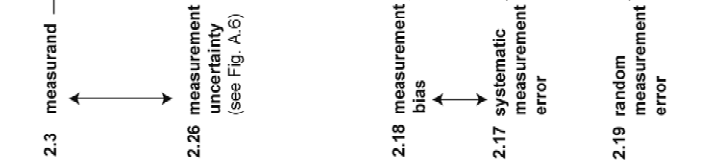 2.3 measurand
2.26 measurement
uncertainty
(see Fig. A.6)
2.18 measurement
bias
2.17 systematic
measurement
error
2.19 random
measurement
error